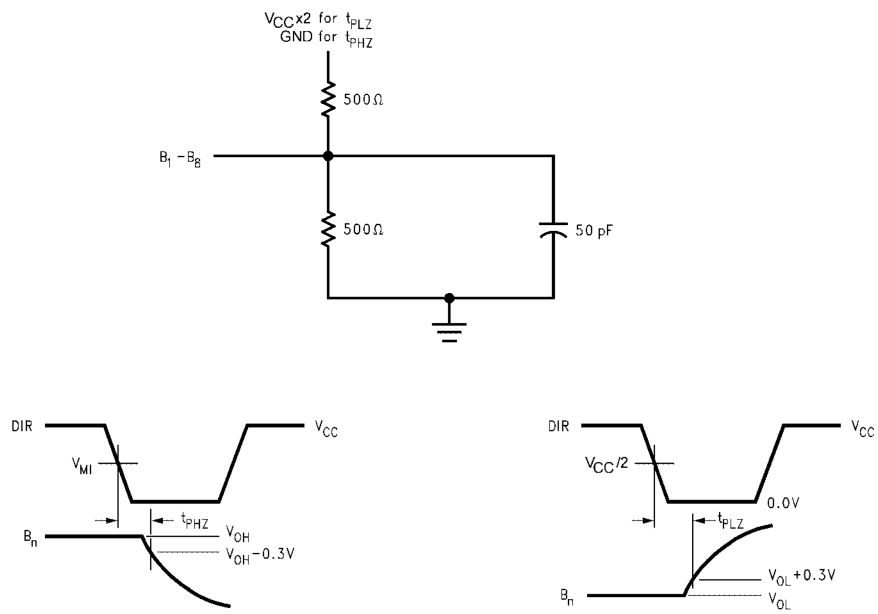 VCCx2 for tPLZ
GND for tPHZ
500Ω
B1–B8
500Ω
50 pF
DIR
VCC
VMI
tPHZ
Bn
VOH
VOH–0.3V
DIR
VCC
VCC/2
0.0V
tPLZ
VOL+0.3V
Bn
VOL